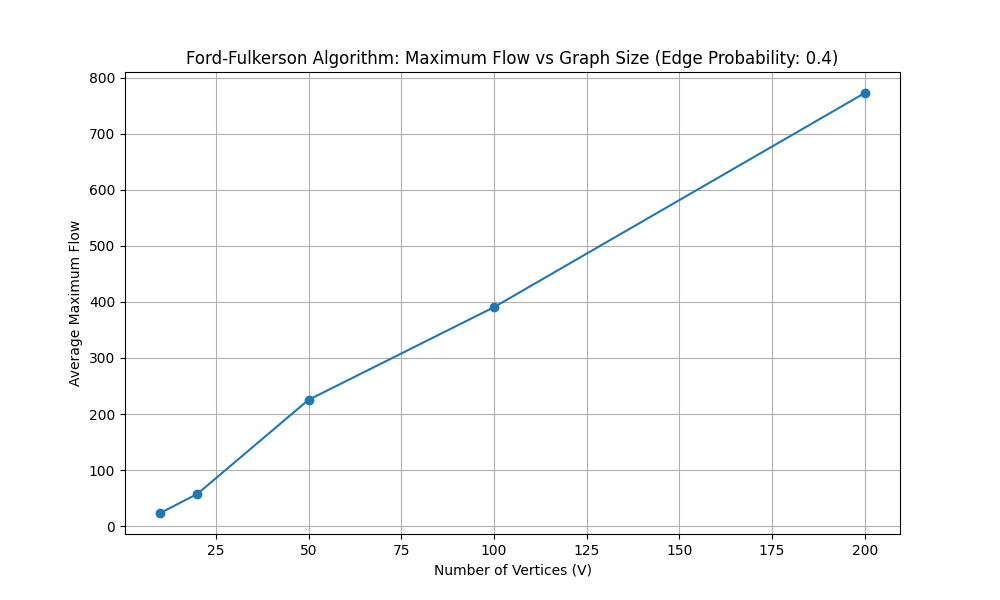 Ford-Fulkerson Algorithm: Maximum Flow vs Graph Size (Edge Probability: 0.4)
800
700
600
500
400
300
200
100
0
Average Maximum Flow
25 50 75 100 125 150 175 200
Number of Vertices (V)